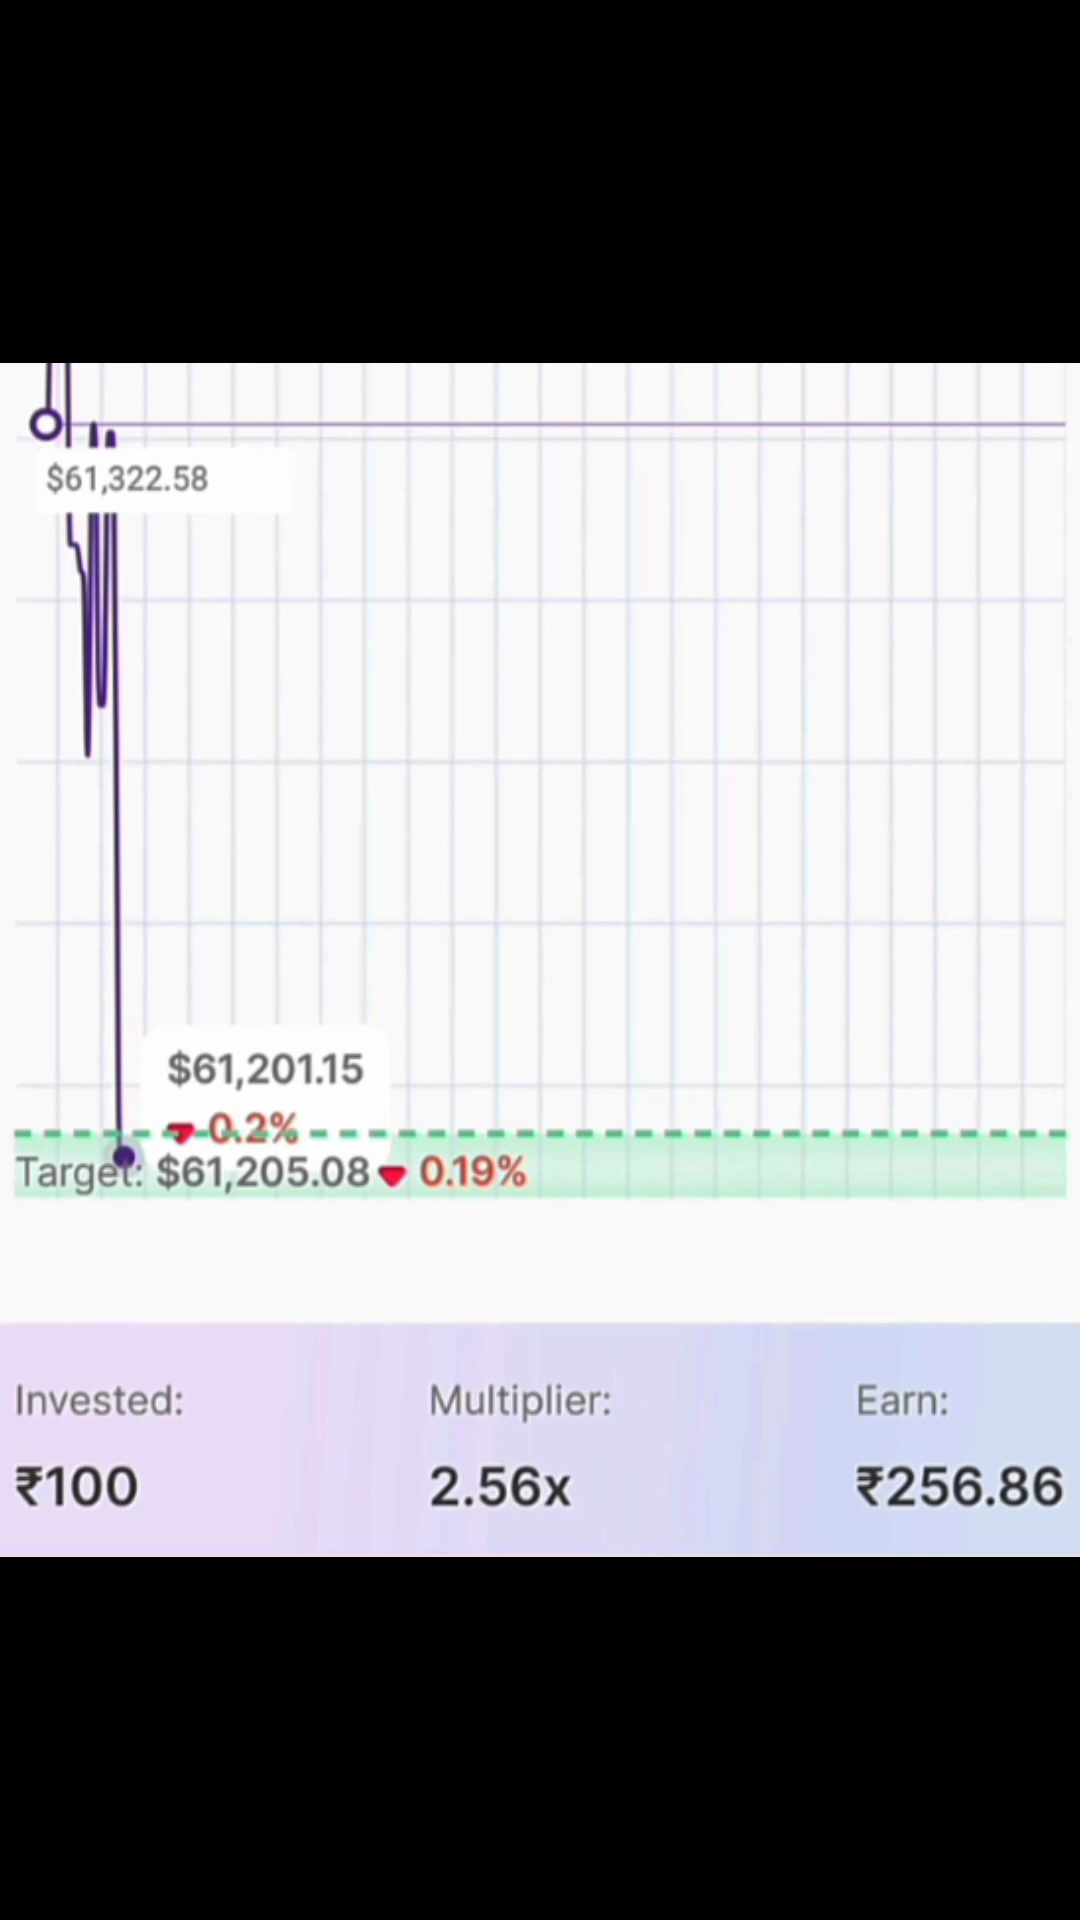 $61,322.58
$61,201.15
0.2%
Target: $61,205.08 0.19%
Invested: Multiplier: Earn:
₹100 2.56x ₹256.86